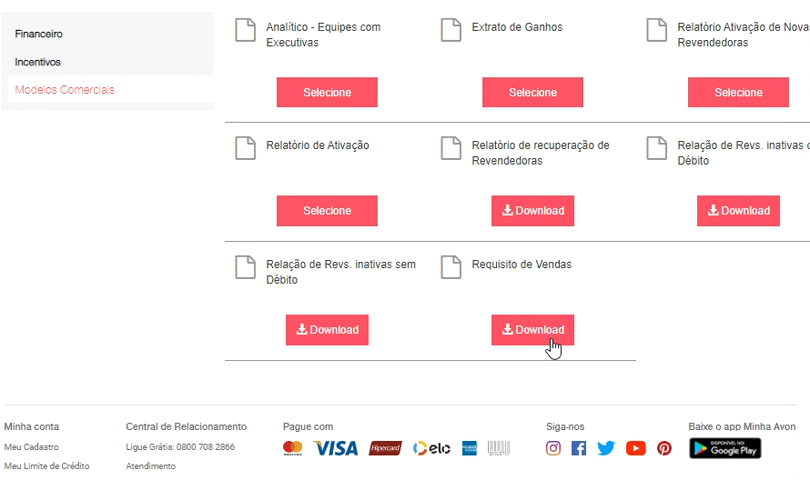 Financeiro
Incentivos
Modelos Comerciais
Analítico - Equipes com
Executivas
Selecione
Extrato de Ganhos
Selecione
Relatório Ativação de Nova
Revendedoras
Selecione
Relatório de Ativação
Selecione
Relatório de recuperação de
Revendedoras
Download
Relação de Revs. inativas
Débito
Download
Relação de Revs. inativas sem
Débito
Download
Requisito de Vendas
Download
Minha conta
Meu Cadastro
Meu Limite de Crédito
Central de Relacionamento
Ligue Grátis: 0800 708 2866
Atendimento
Pague com
VISA
Hipercard
elo
BOLETO
Siga-nos
Baixe o app Minha Avon
DISPONÍVEL NO
Google Play